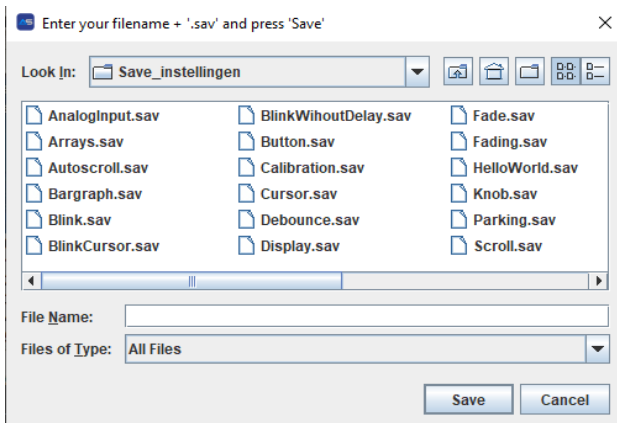 Enter your filename + '.sav' and press 'Save'
Look In: Save_instellingen
AnalogInput.sav BlinkWihoutDelay.sav Fade.sav
Arrays.sav Button.sav Fading.sav
Autoscroll.sav Calibration.sav HelloWorld.sav
Bargraph.sav Cursor.sav Knob.sav
Blink.sav Debounce.sav Parking.sav
BlinkCursor.sav Display.sav Scroll.sav
File Name:
Files of Type: All Files
Save Cancel